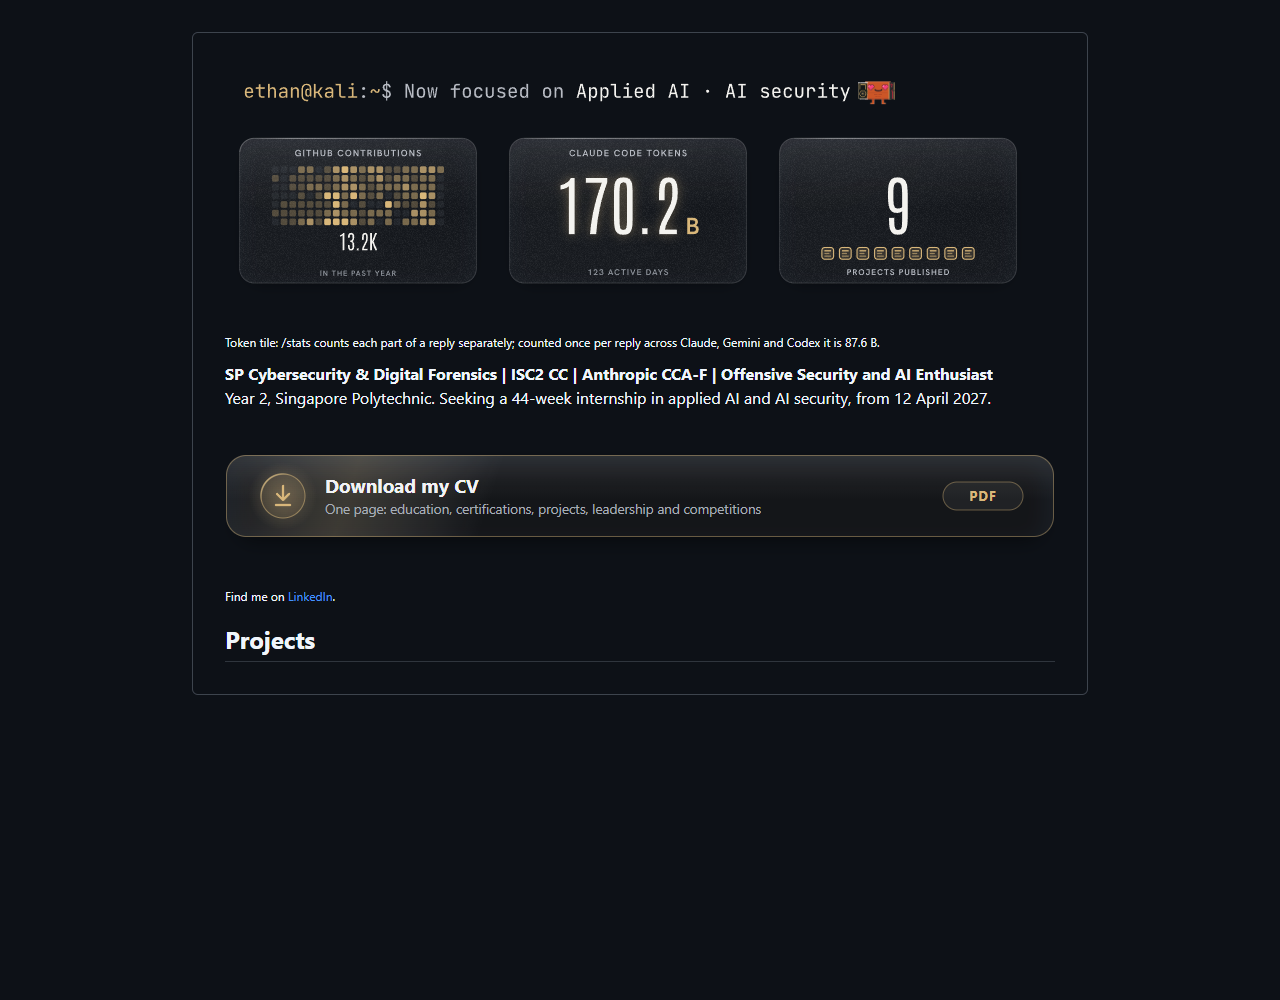 ethan@kali:~$ Now focused on Applied AI · AI security
GITHUB CONTRIBUTIONS
13.2K
IN THE PAST YEAR
CLAUDE CODE TOKENS
170.2 B
123 ACTIVE DAYS
9
PROJECTS PUBLISHED
Token tile: /stats counts each part of a reply separately; counted once per reply across Claude, Gemini and Codex it is 87.6 B.
SP Cybersecurity & Digital Forensics | ISC2 CC | Anthropic CCA-F | Offensive Security and AI Enthusiast
Year 2, Singapore Polytechnic. Seeking a 44-week internship in applied AI and AI security, from 12 April 2027.
Download my CV
One page: education, certifications, projects, leadership and competitions
PDF
Find me on LinkedIn.
Projects